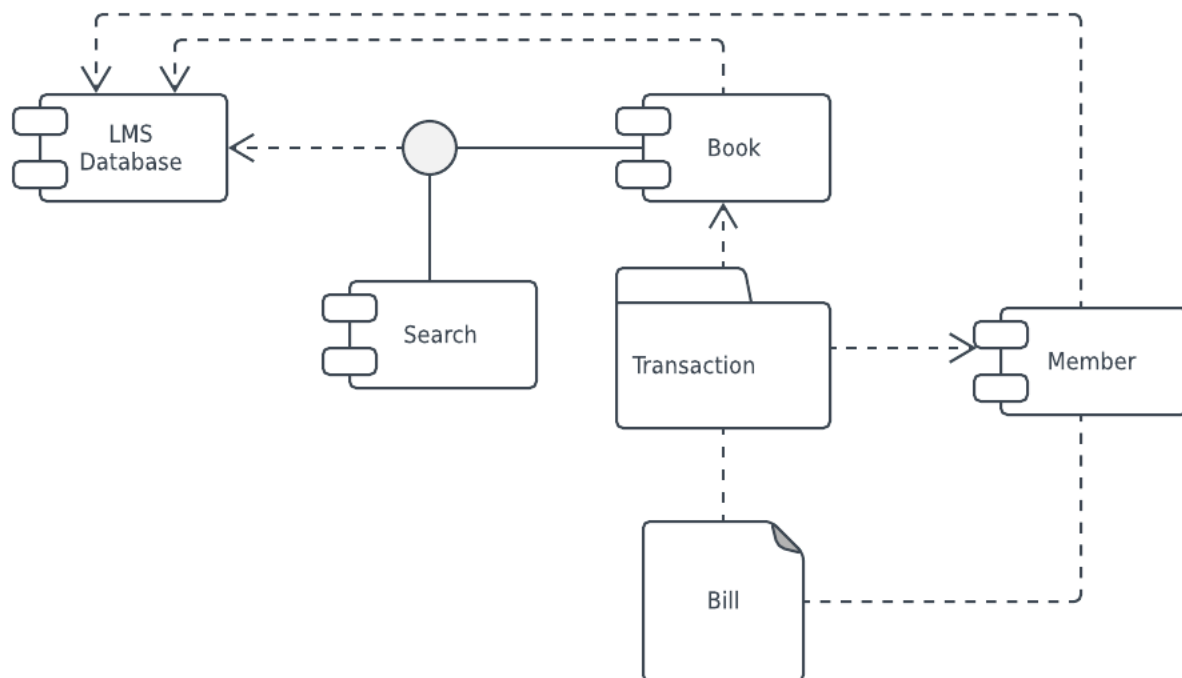 LMS
Database
Book
Search
Transaction
Member
Bill